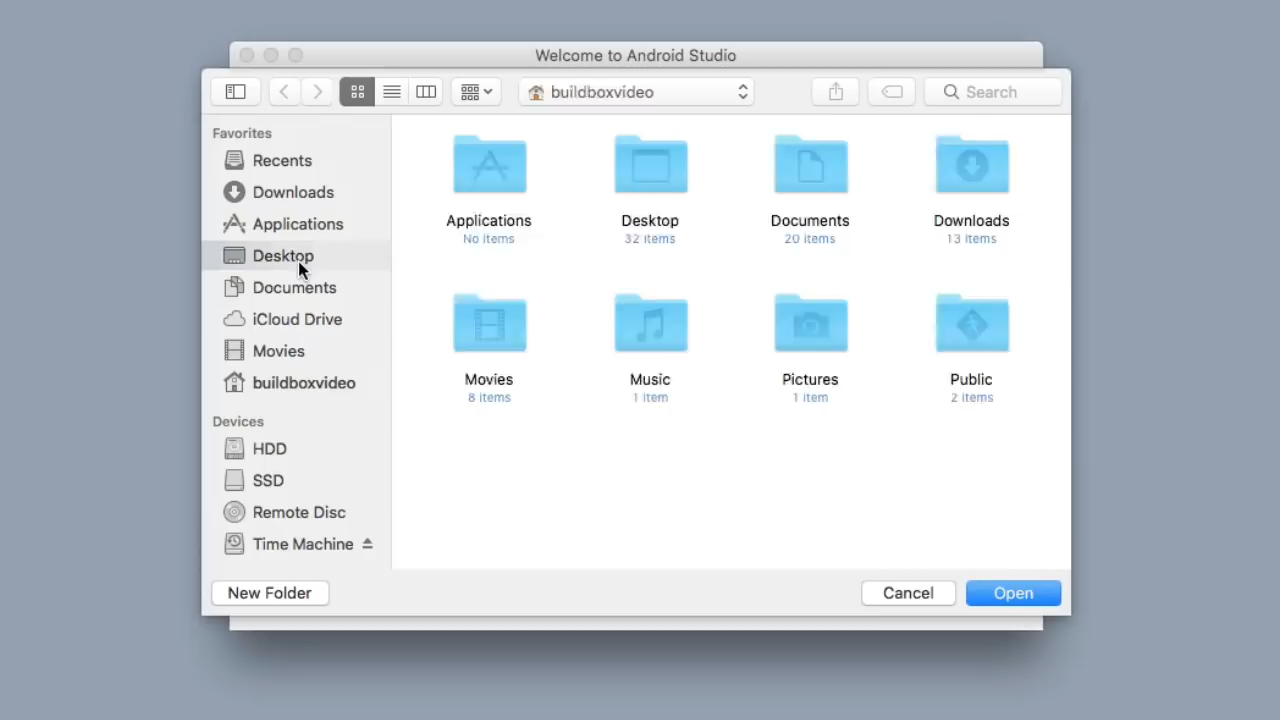 Welcome to Android Studio
buildboxvideo
Search
Favorites
Recents
Downloads
Applications
Desktop
Documents
iCloud Drive
Movies
buildboxvideo
Devices
HDD
SSD
Remote Disc
Time Machine
Applications
No items
Desktop
32 items
Documents
20 items
Downloads
13 items
Movies
8 items
Music
1 item
Pictures
1 item
Public
2 items
New Folder
Cancel
Open